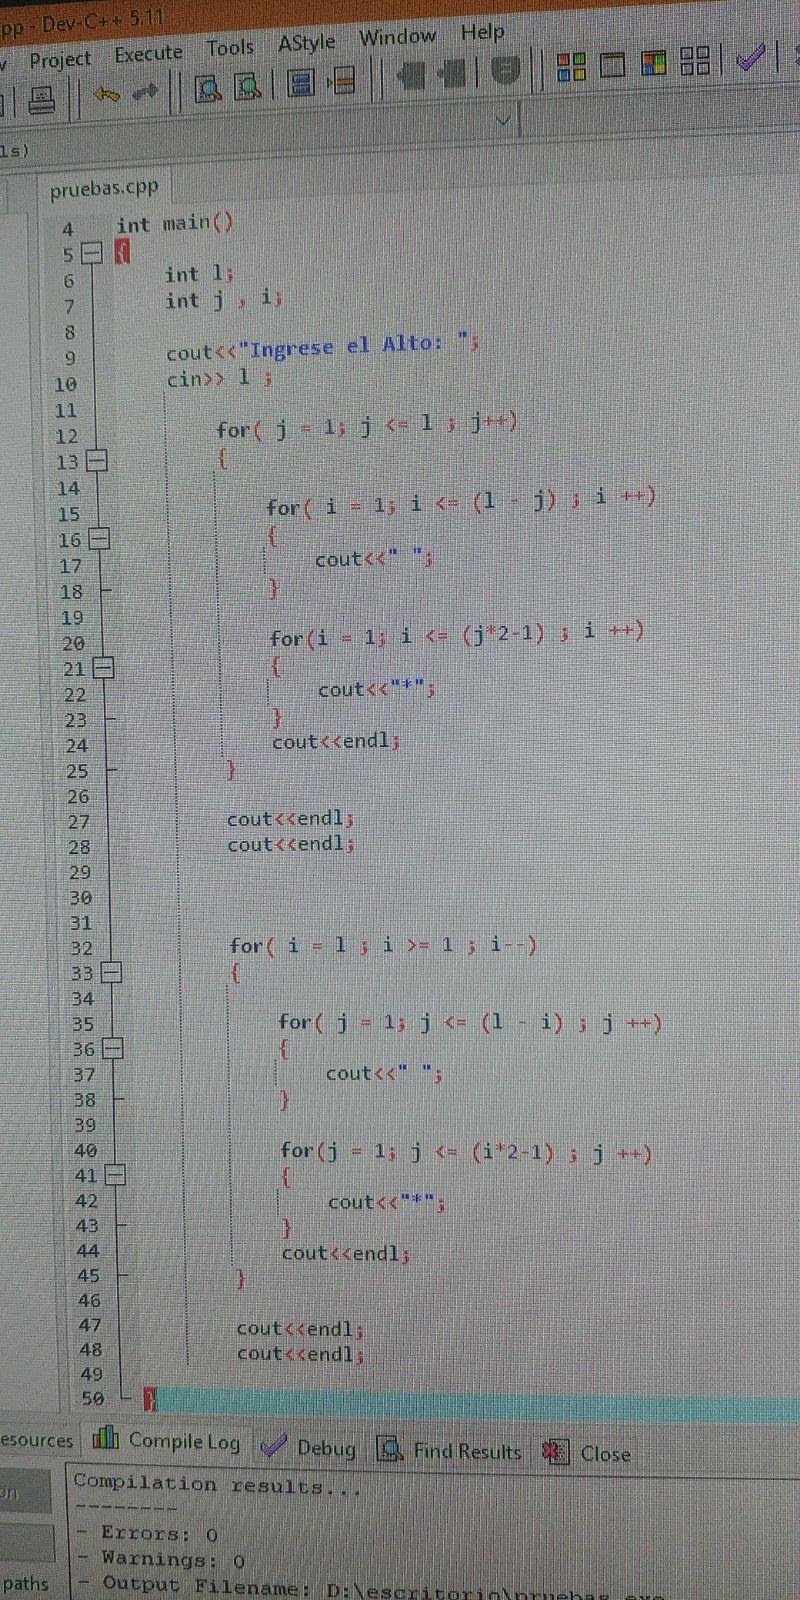 pp - Dev-C++ 5.11
Project Execute Tools AStyle Window Help
ls)
pruebas.cpp
4 int main()
5 {
6 int l;
7 int j , i;
8
9 cout<<"Ingrese el Alto: ";
10 cin>> l ;
11
12 for( j = 1; j <= l ; j++)
13 {
14
15 for( i = 1; i <= (l - j) ; i ++)
16 {
17 cout<<" ";
18 }
19
20 for(i = 1; i <= (j*2-1) ; i ++)
21 {
22 cout<<"*";
23 }
24 cout<<endl;
25 }
26
27 cout<<endl;
28 cout<<endl;
29
30
31
32 for( i = l ; i >= 1 ; i--)
33 {
34
35 for( j = 1; j <= (l - i) ; j ++)
36 {
37 cout<<" ";
38 }
39
40 for(j = 1; j <= (i*2-1) ; j ++)
41 {
42 cout<<"*";
43 }
44 cout<<endl;
45 }
46
47 cout<<endl;
48 cout<<endl;
49
50 }
esources Compile Log Debug Find Results Close
Compilation results...
--------
- Errors: 0
- Warnings: 0
paths - Output Filename: D:\escritorio\pruebas.exe